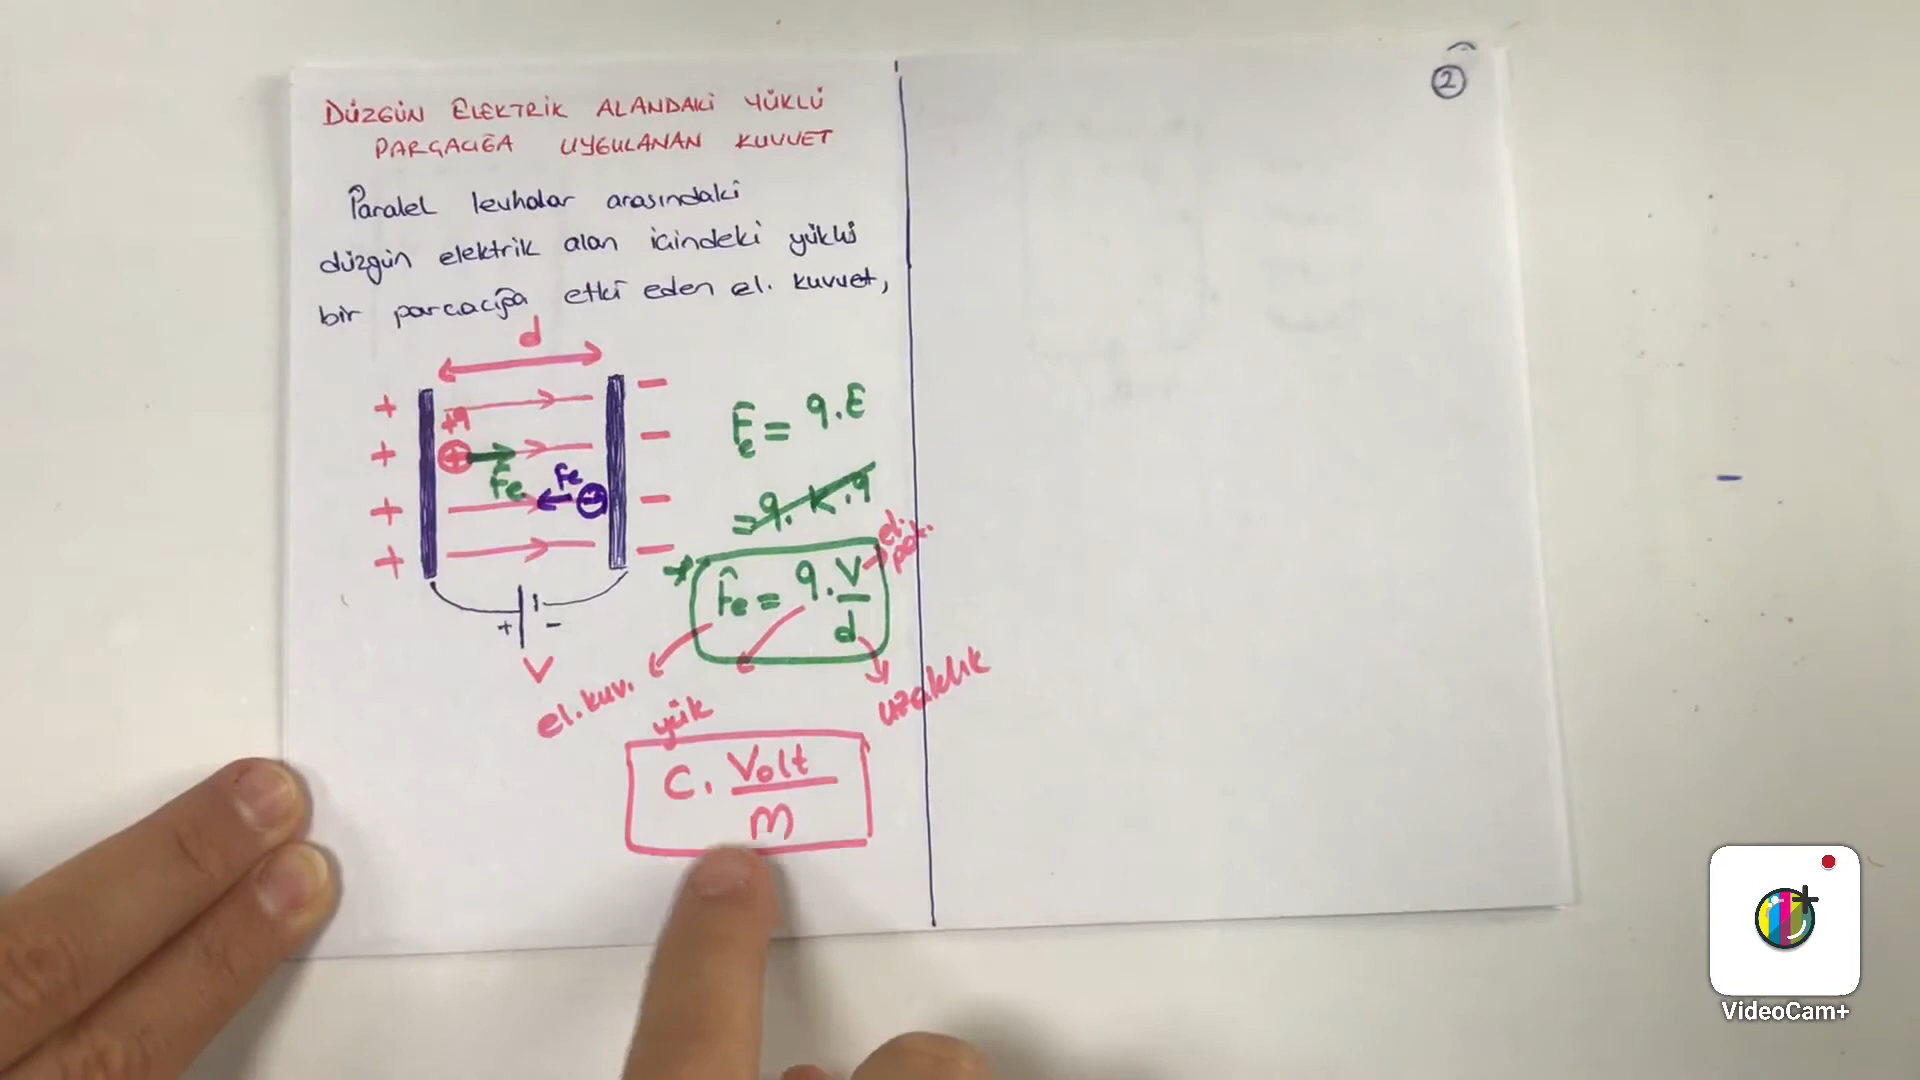 2
DÜZGÜN ELEKTRİK ALANDAKİ YÜKLÜ
PARÇACIĞA UYGULANAN KUVVET
Paralel levhalar arasındaki
düzgün elektrik alan içindeki yüklü
bir parçacığa etki eden el. kuvvet,
d
+ -
+ +q -
+ Fe Fe -
+ -
+ -
V
Fe = q.E
= q.k.q
Fe = q.V/d
el. pot.
el. kuv.
yük
uzaklık
C. Volt/m
VideoCam+